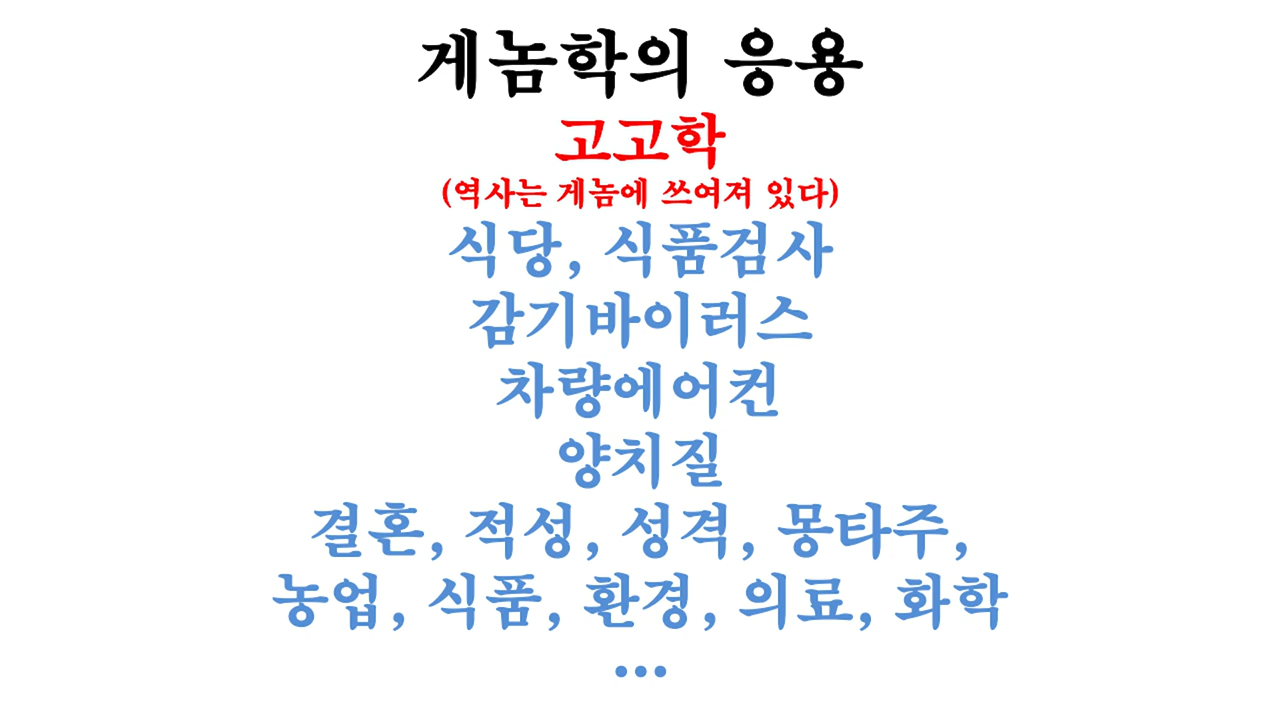 게놈학의 응용
고고학
(역사는 게놈에 쓰여져 있다)
식당, 식품검사
감기바이러스
차량에어컨
양치질
결혼, 적성, 성격, 몽타주,
농업, 식품, 환경, 의료, 화학
...